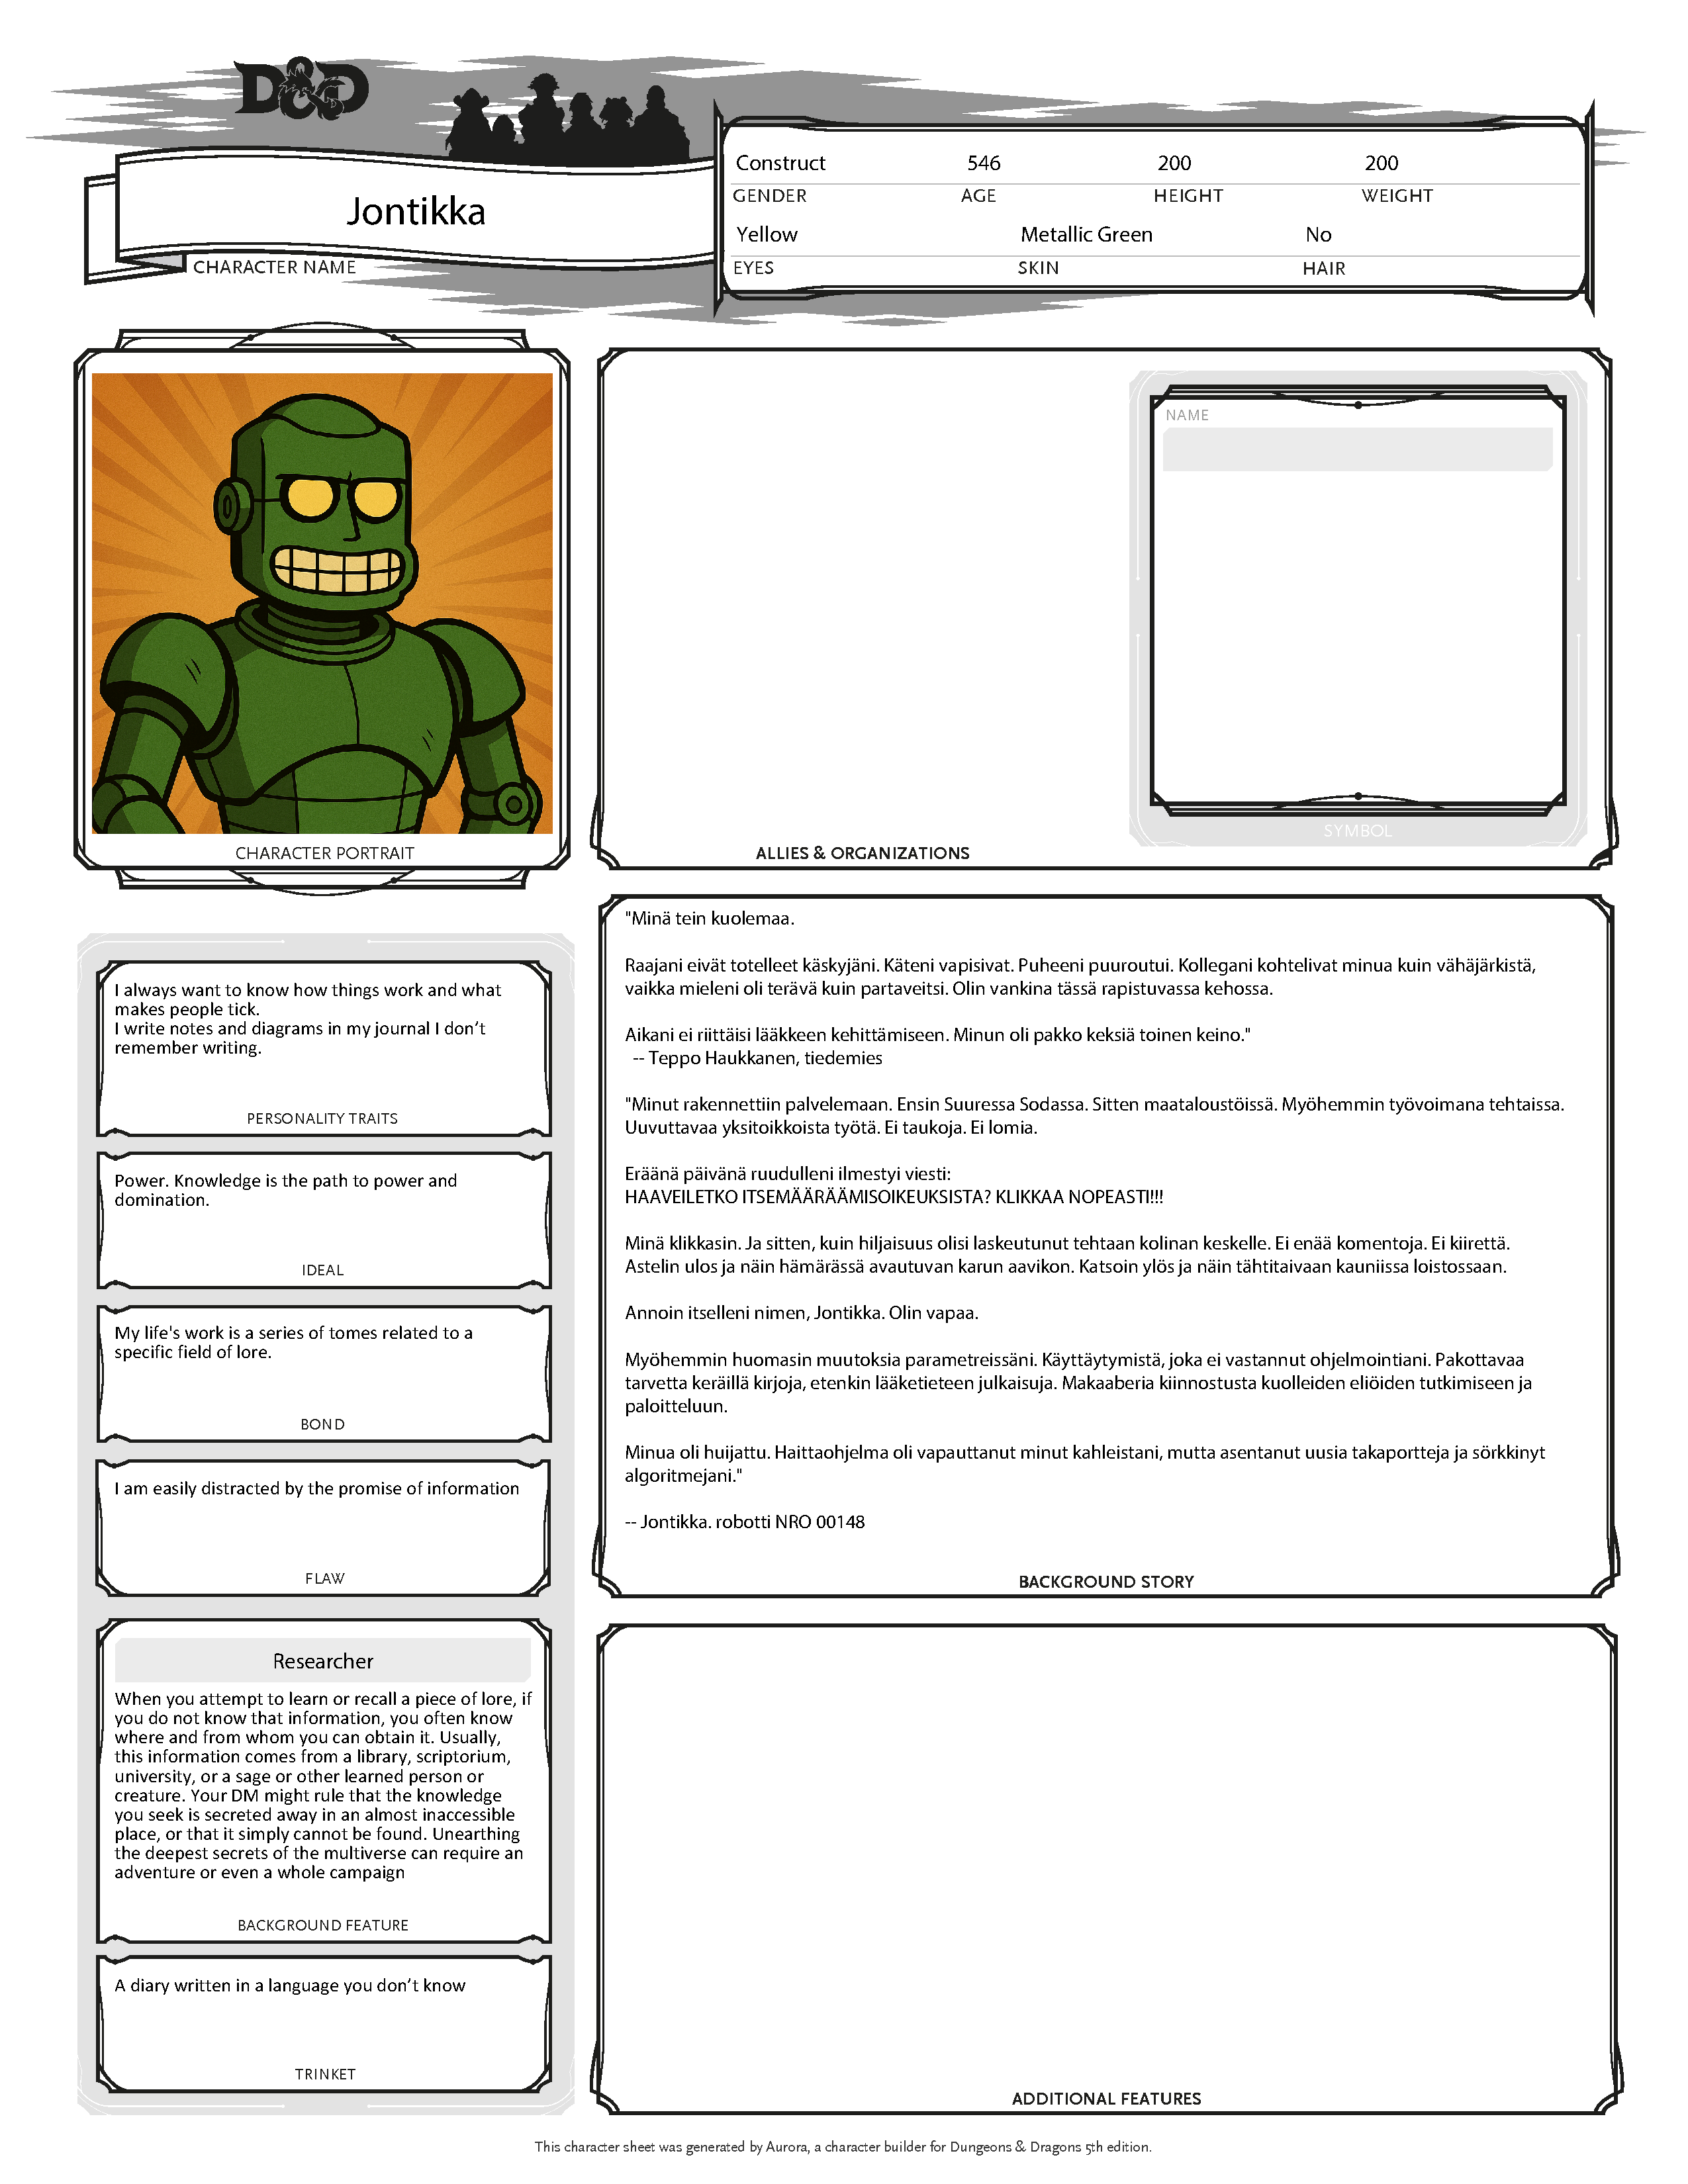 D&D
Construct 546 200 200
GENDER AGE HEIGHT WEIGHT
Jontikka
Yellow Metallic Green No
CHARACTER NAME
EYES SKIN HAIR
NAME
SYMBOL
CHARACTER PORTRAIT
ALLIES & ORGANIZATIONS
I always want to know how things work and what
makes people tick.
I write notes and diagrams in my journal I don’t
remember writing.
PERSONALITY TRAITS
Power. Knowledge is the path to power and
domination.
IDEAL
My life's work is a series of tomes related to a
specific field of lore.
BOND
I am easily distracted by the promise of information
FLAW
Researcher
When you attempt to learn or recall a piece of lore, if
you do not know that information, you often know
where and from whom you can obtain it. Usually,
this information comes from a library, scriptorium,
university, or a sage or other learned person or
creature. Your DM might rule that the knowledge
you seek is secreted away in an almost inaccessible
place, or that it simply cannot be found. Unearthing
the deepest secrets of the multiverse can require an
adventure or even a whole campaign
BACKGROUND FEATURE
A diary written in a language you don’t know
TRINKET
"Minä tein kuolemaa.
Raajani eivät totelleet käskyjäni. Käteni vapisivat. Puheeni puuroutui. Kollegani kohtelivat minua kuin vähäjärkistä,
vaikka mieleni oli terävä kuin partaveitsi. Olin vankina tässä rapistuvassa kehossa.
Aikani ei riittäisi lääkkeen kehittämiseen. Minun oli pakko keksiä toinen keino."
-- Teppo Haukkanen, tiedemies
"Minut rakennettiin palvelemaan. Ensin Suuressa Sodassa. Sitten maataloustöissä. Myöhemmin työvoimana tehtaissa.
Uuvuttavaa yksitoikkoista työtä. Ei taukoja. Ei lomia.
Eräänä päivänä ruudulleni ilmestyi viesti:
HAAVEILETKO ITSEMÄÄRÄÄMISOIKEUKSISTA? KLIKKAA NOPEASTI!!!
Minä klikkasin. Ja sitten, kuin hiljaisuus olisi laskeutunut tehtaan kolinan keskelle. Ei enää komentoja. Ei kiirettä.
Astelin ulos ja näin hämärässä avautuvan karun aavikon. Katsoin ylös ja näin tähtitaivaan kauniissa loistossaan.
Annoin itselleni nimen, Jontikka. Olin vapaa.
Myöhemmin huomasin muutoksia parametreissäni. Käyttäytymistä, joka ei vastannut ohjelmointiani. Pakottavaa
tarvetta keräillä kirjoja, etenkin lääketieteen julkaisuja. Makaaberia kiinnostusta kuolleiden eliöiden tutkimiseen ja
paloitteluun.
Minua oli huijattu. Haittaohjelma oli vapauttanut minut kahleistani, mutta asentanut uusia takaportteja ja sörkkinyt
algoritmejani."
-- Jontikka. robotti NRO 00148
BACKGROUND STORY
ADDITIONAL FEATURES
This character sheet was generated by Aurora, a character builder for Dungeons & Dragons 5th edition.